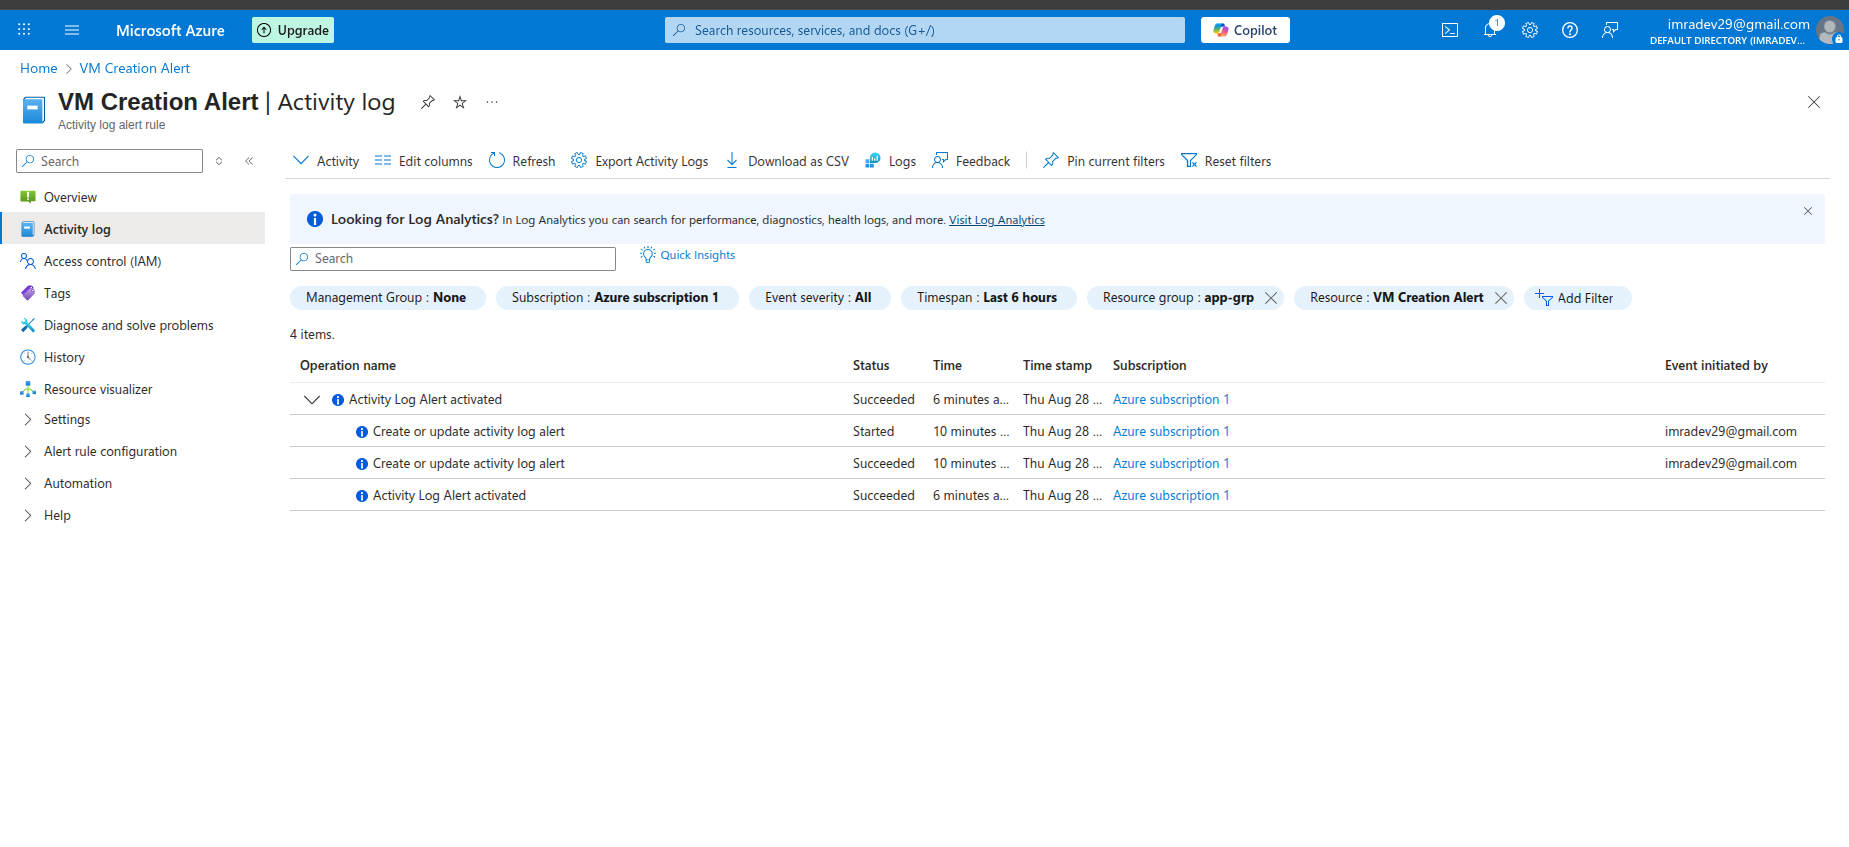 Microsoft Azure
Upgrade
Search resources, services, and docs (G+/)
Copilot
1
imradev29@gmail.com
DEFAULT DIRECTORY (IMRADEV...
Home > VM Creation Alert
VM Creation Alert | Activity log
Activity log alert rule
Search
Activity
Edit columns
Refresh
Export Activity Logs
Download as CSV
Logs
Feedback
Pin current filters
Reset filters
Overview
Activity log
Access control (IAM)
Tags
Diagnose and solve problems
History
Resource visualizer
Settings
Alert rule configuration
Automation
Help
Looking for Log Analytics? In Log Analytics you can search for performance, diagnostics, health logs, and more. Visit Log Analytics
Search
Quick Insights
Management Group : None
Subscription : Azure subscription 1
Event severity : All
Timespan : Last 6 hours
Resource group : app-grp
Resource : VM Creation Alert
Add Filter
4 items.
Operation name Status Time Time stamp Subscription Event initiated by
Activity Log Alert activated Succeeded 6 minutes a... Thu Aug 28 ... Azure subscription 1
Create or update activity log alert Started 10 minutes ... Thu Aug 28 ... Azure subscription 1 imradev29@gmail.com
Create or update activity log alert Succeeded 10 minutes ... Thu Aug 28 ... Azure subscription 1 imradev29@gmail.com
Activity Log Alert activated Succeeded 6 minutes a... Thu Aug 28 ... Azure subscription 1